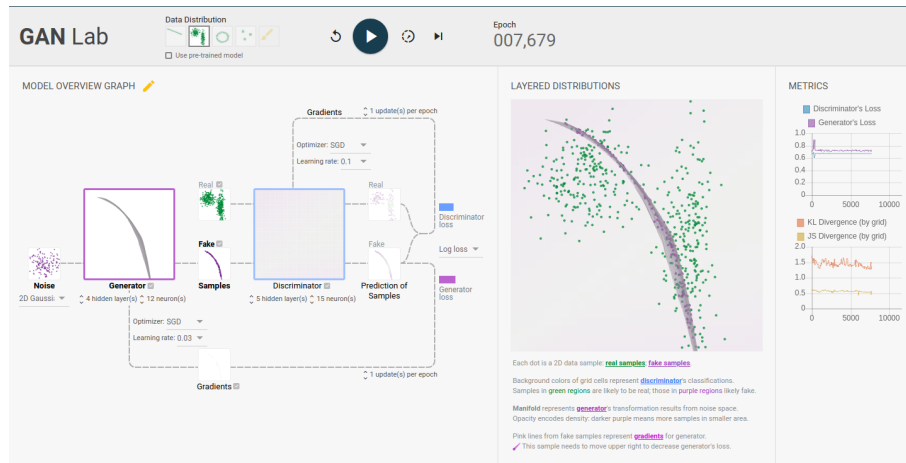 GAN Lab
Data Distribution
Use pre-trained model
Epoch
007,679
MODEL OVERVIEW GRAPH
Gradients
1 update(s) per epoch
Optimizer: SGD
Learning rate: 0.1
Real
Real
Discriminator
loss
Fake
Fake
Log loss
Noise
Generator
Samples
Discriminator
Prediction of
Samples
Generator
loss
2D Gaussi
4 hidden layer(s)
12 neuron(s)
5 hidden layer(s)
15 neuron(s)
Optimizer: SGD
Learning rate: 0.03
1 update(s) per epoch
Gradients
LAYERED DISTRIBUTIONS
Each dot is a 2D data sample: real samples; fake samples.
Background colors of grid cells represent discriminator's classifications.
Samples in green regions are likely to be real; those in purple regions likely fake.
Manifold represents generator's transformation results from noise space.
Opacity encodes density: darker purple means more samples in smaller area.
Pink lines from fake samples represent gradients for generator.
This sample needs to move upper right to decrease generator's loss.
METRICS
Discriminator's Loss
Generator's Loss
1.0
0.8
0.6
0.4
0.2
0
0 5000 10000
KL Divergence (by grid)
JS Divergence (by grid)
2.0
1.5
1.0
0.5
0.0
0 5000 10000